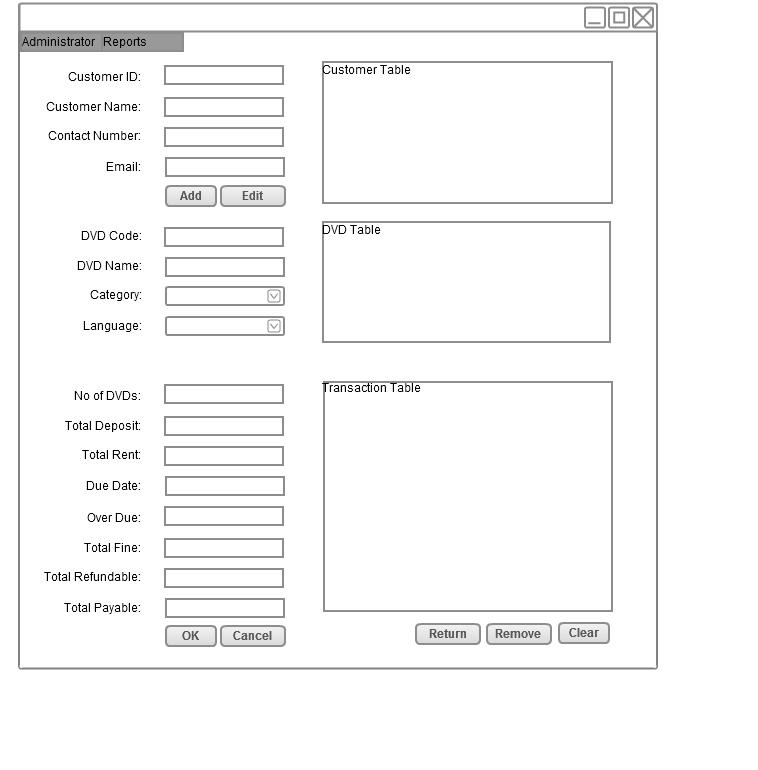 Administrator Reports
Customer ID:
Customer Table
Customer Name:
Contact Number:
Email:
Add Edit
DVD Code:
DVD Table
DVD Name:
Category:
Language:
No of DVDs:
Transaction Table
Total Deposit:
Total Rent:
Due Date:
Over Due:
Total Fine:
Total Refundable:
Total Payable:
OK Cancel
Return Remove Clear